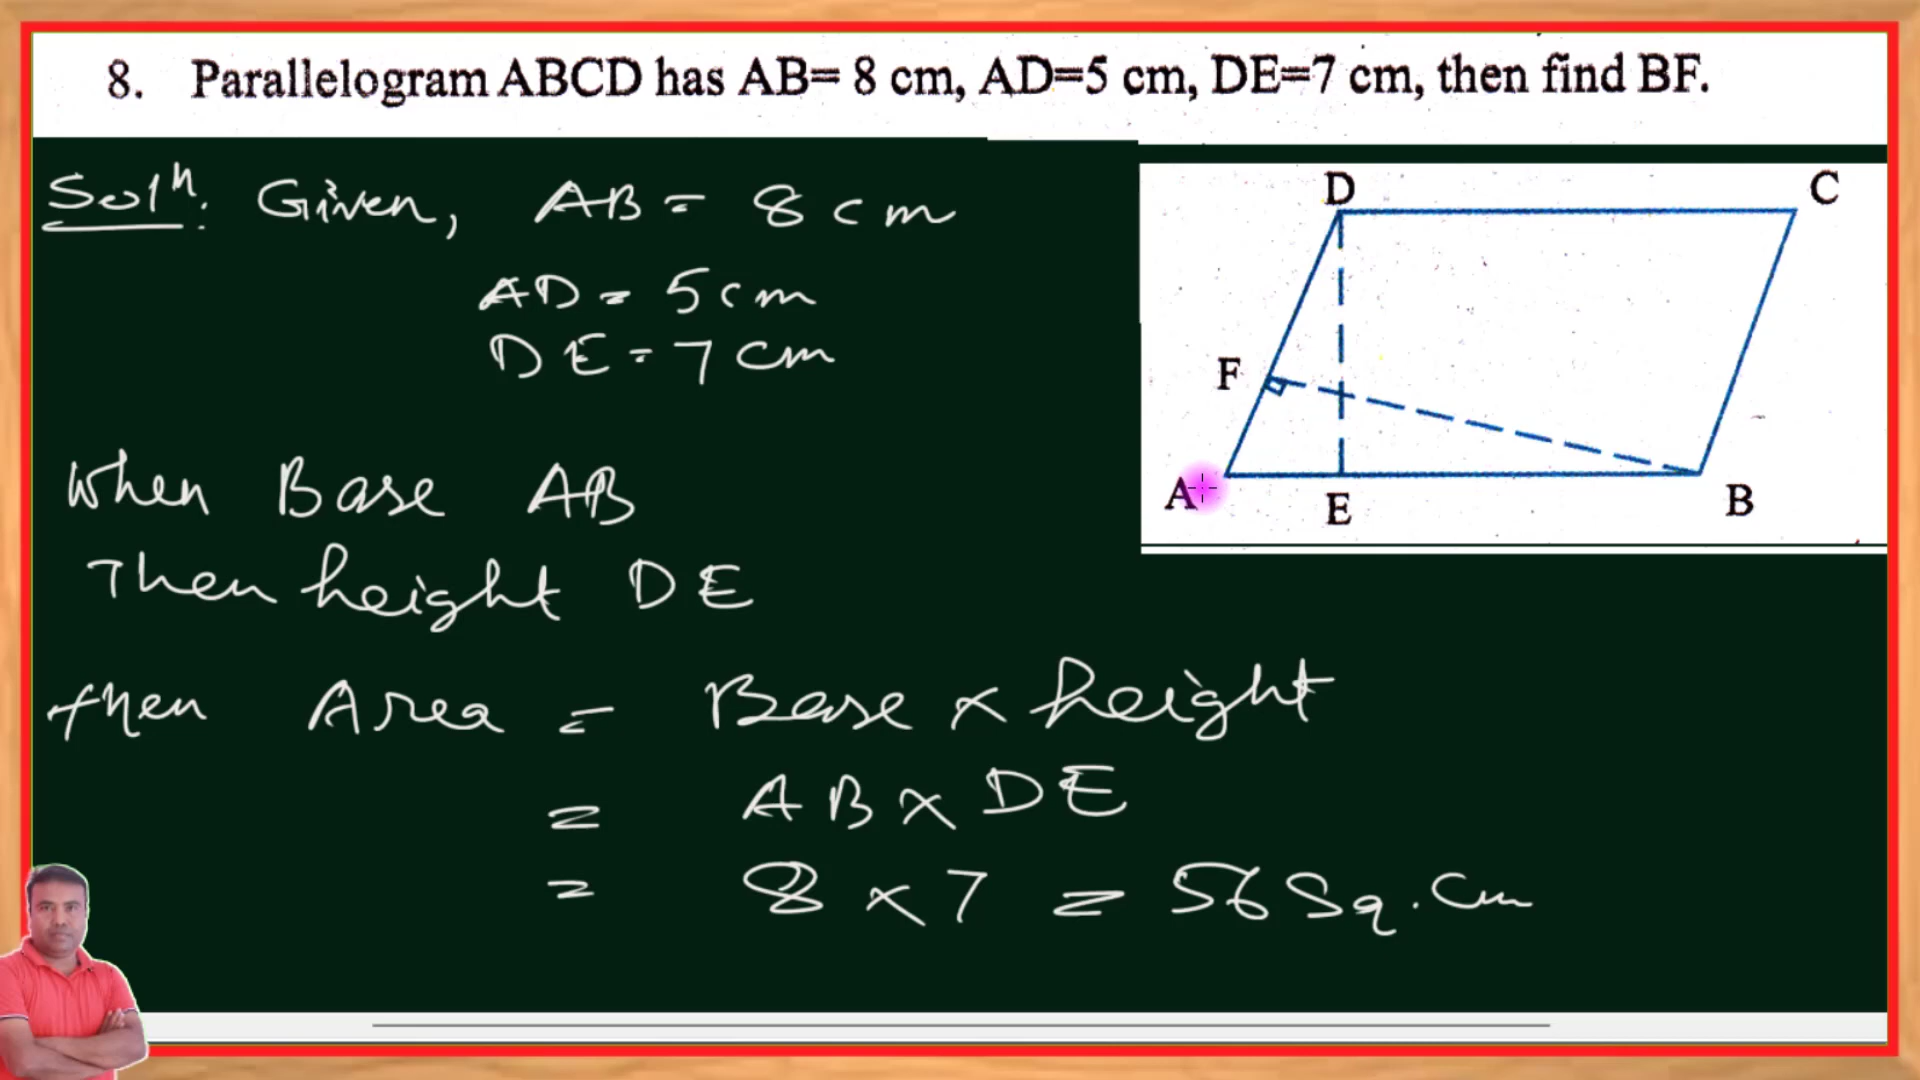 8. Parallelogram ABCD has AB= 8 cm, AD=5 cm, DE=7 cm, then find BF.
Solⁿ: Given, AB = 8 cm
AD = 5 cm
DE = 7 cm
When Base AB
Then height DE
then Area = Base × height
= AB × DE
= 8 × 7 = 56 Sq. Cm
D C
F
A E B